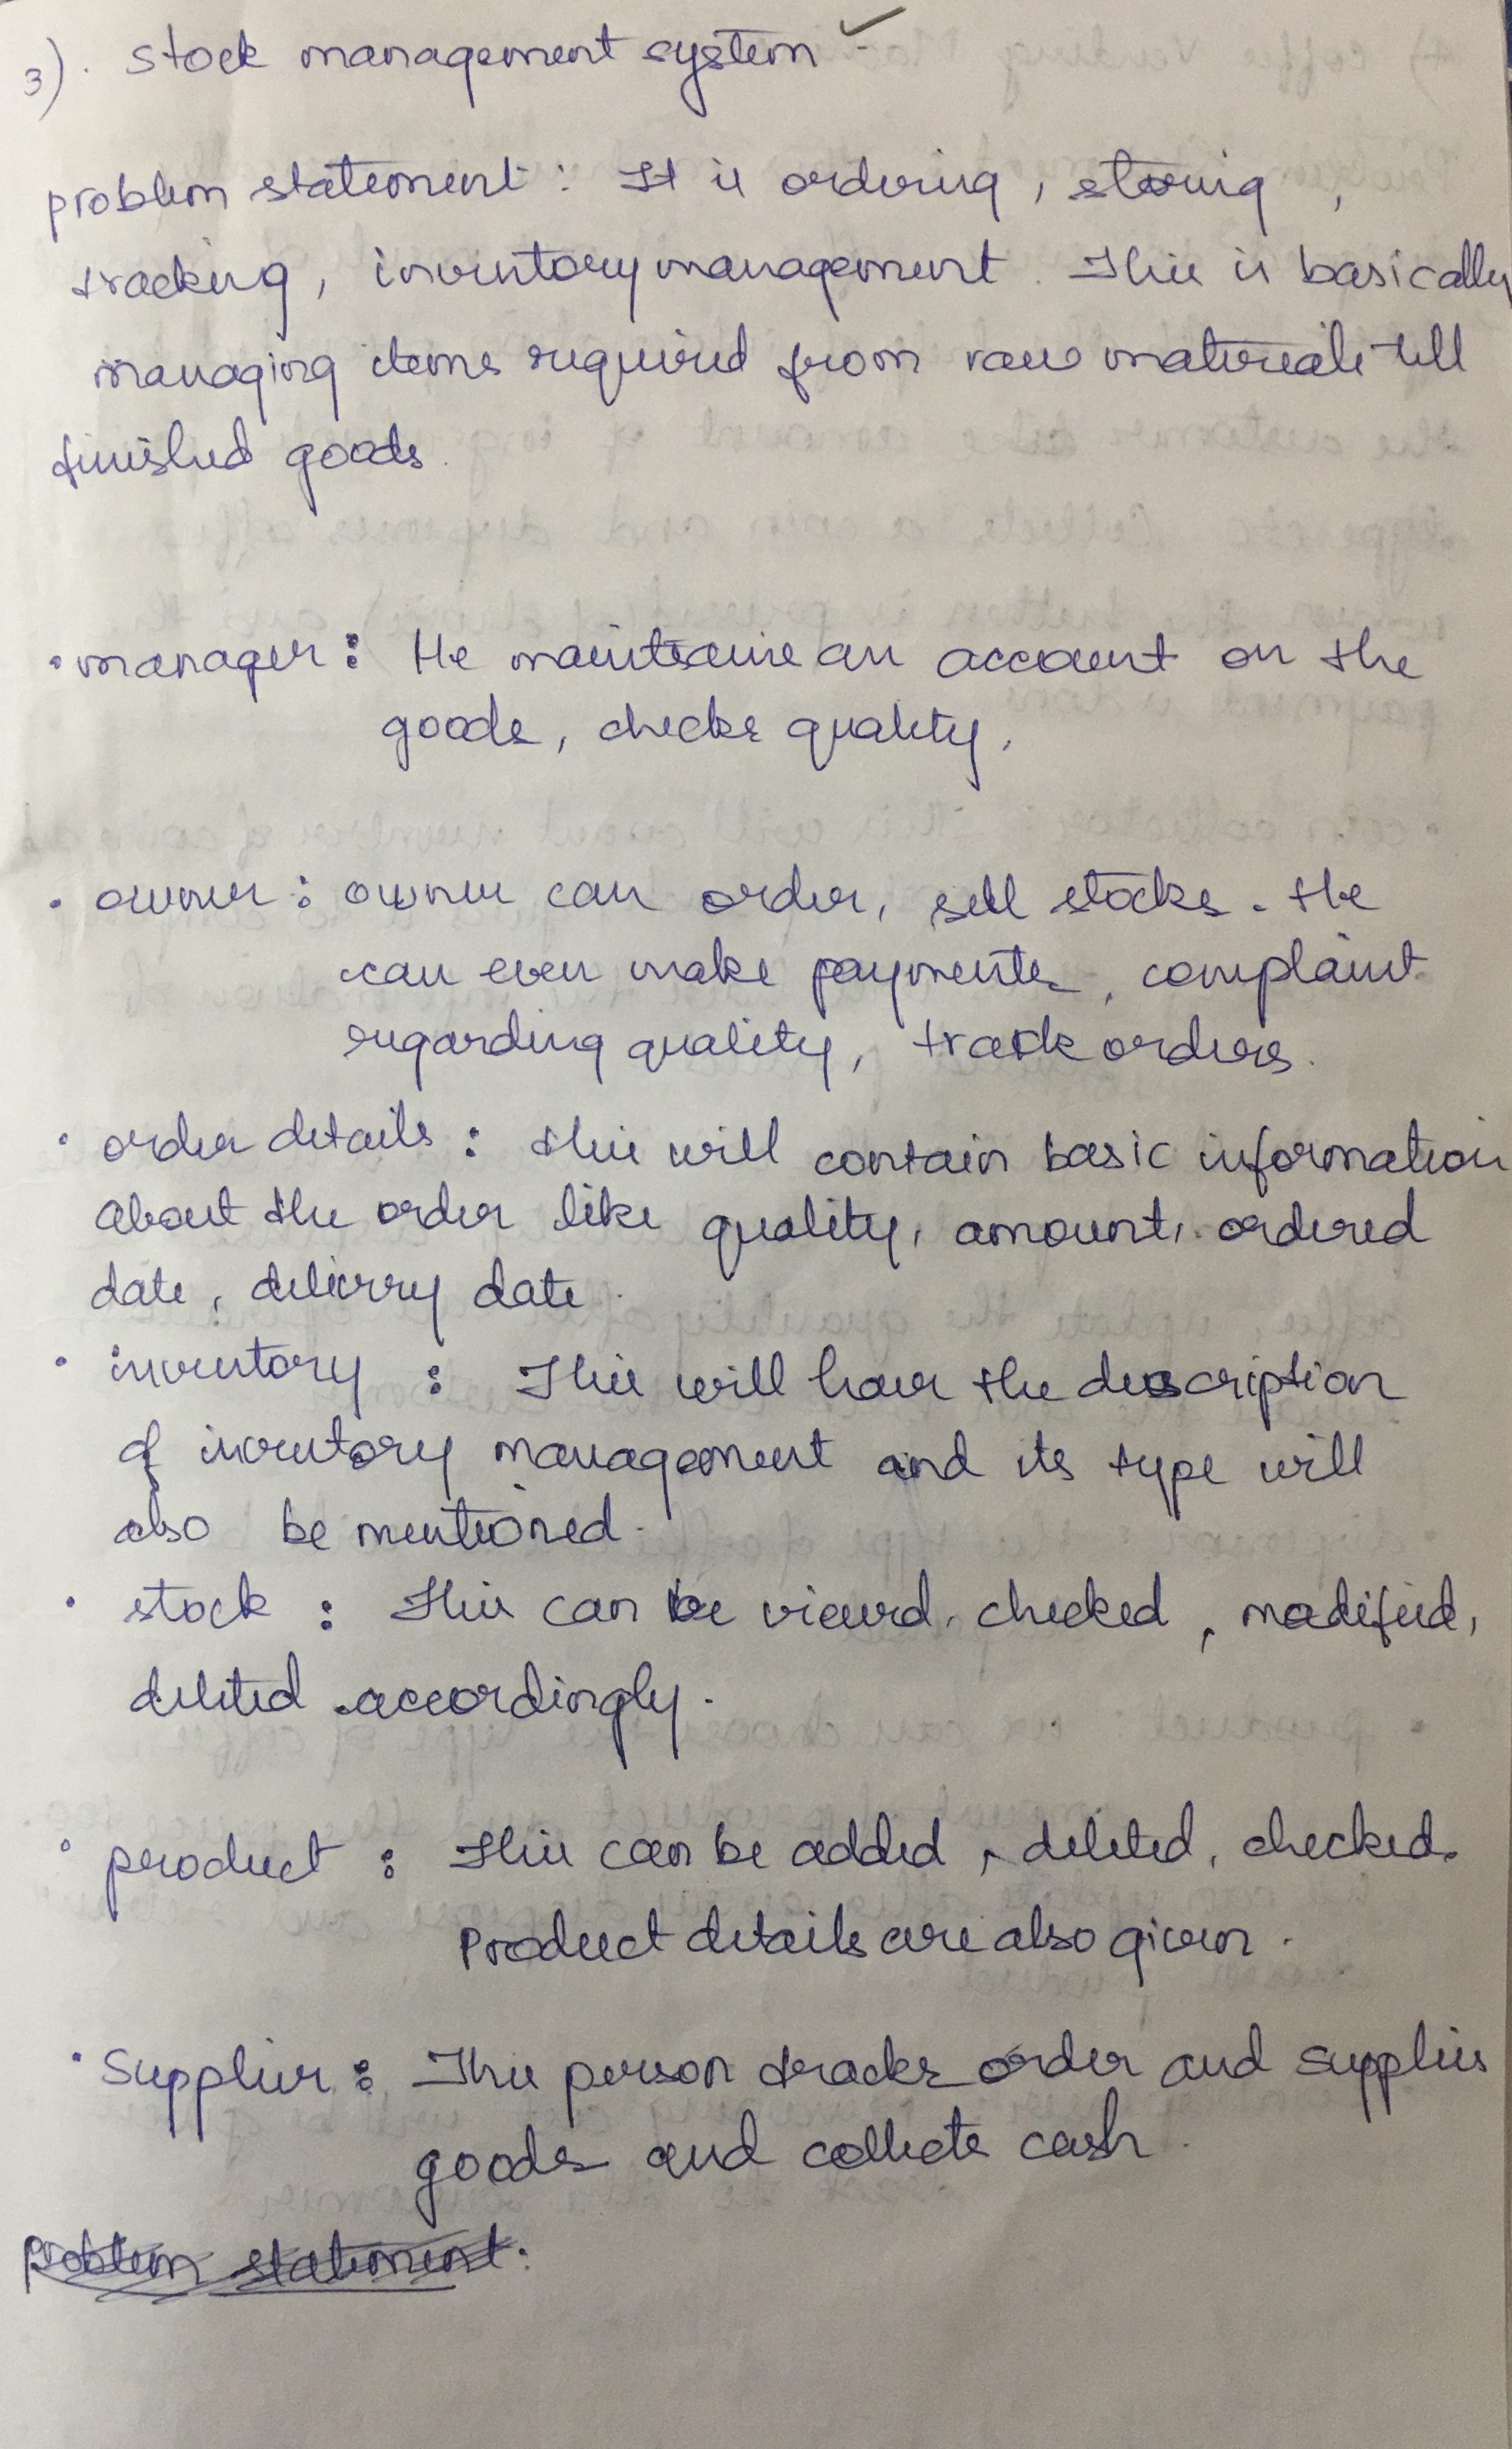 3). stock management system
problem statement : It is ordering, storing,
tracking, inventory management. This is basically
managing items required from raw materials till
finished goods.
• manager : He maintains an account on the
goods, checks quality.
• owner : owner can order, sell stocks. He
can even make payments, complaint
regarding quality, track orders.
• order details : this will contain basic information
about the order like quality, amount, ordered
date, delivery date.
• inventory : This will have the description
of inventory management and its type will
also be mentioned.
• stock : this can be viewed, checked, modified,
deleted accordingly.
• product : this can be added, deleted, checked.
Product details are also given.
• Supplier : This person tracks order and supplies
goods and collects cash.
problem statement.